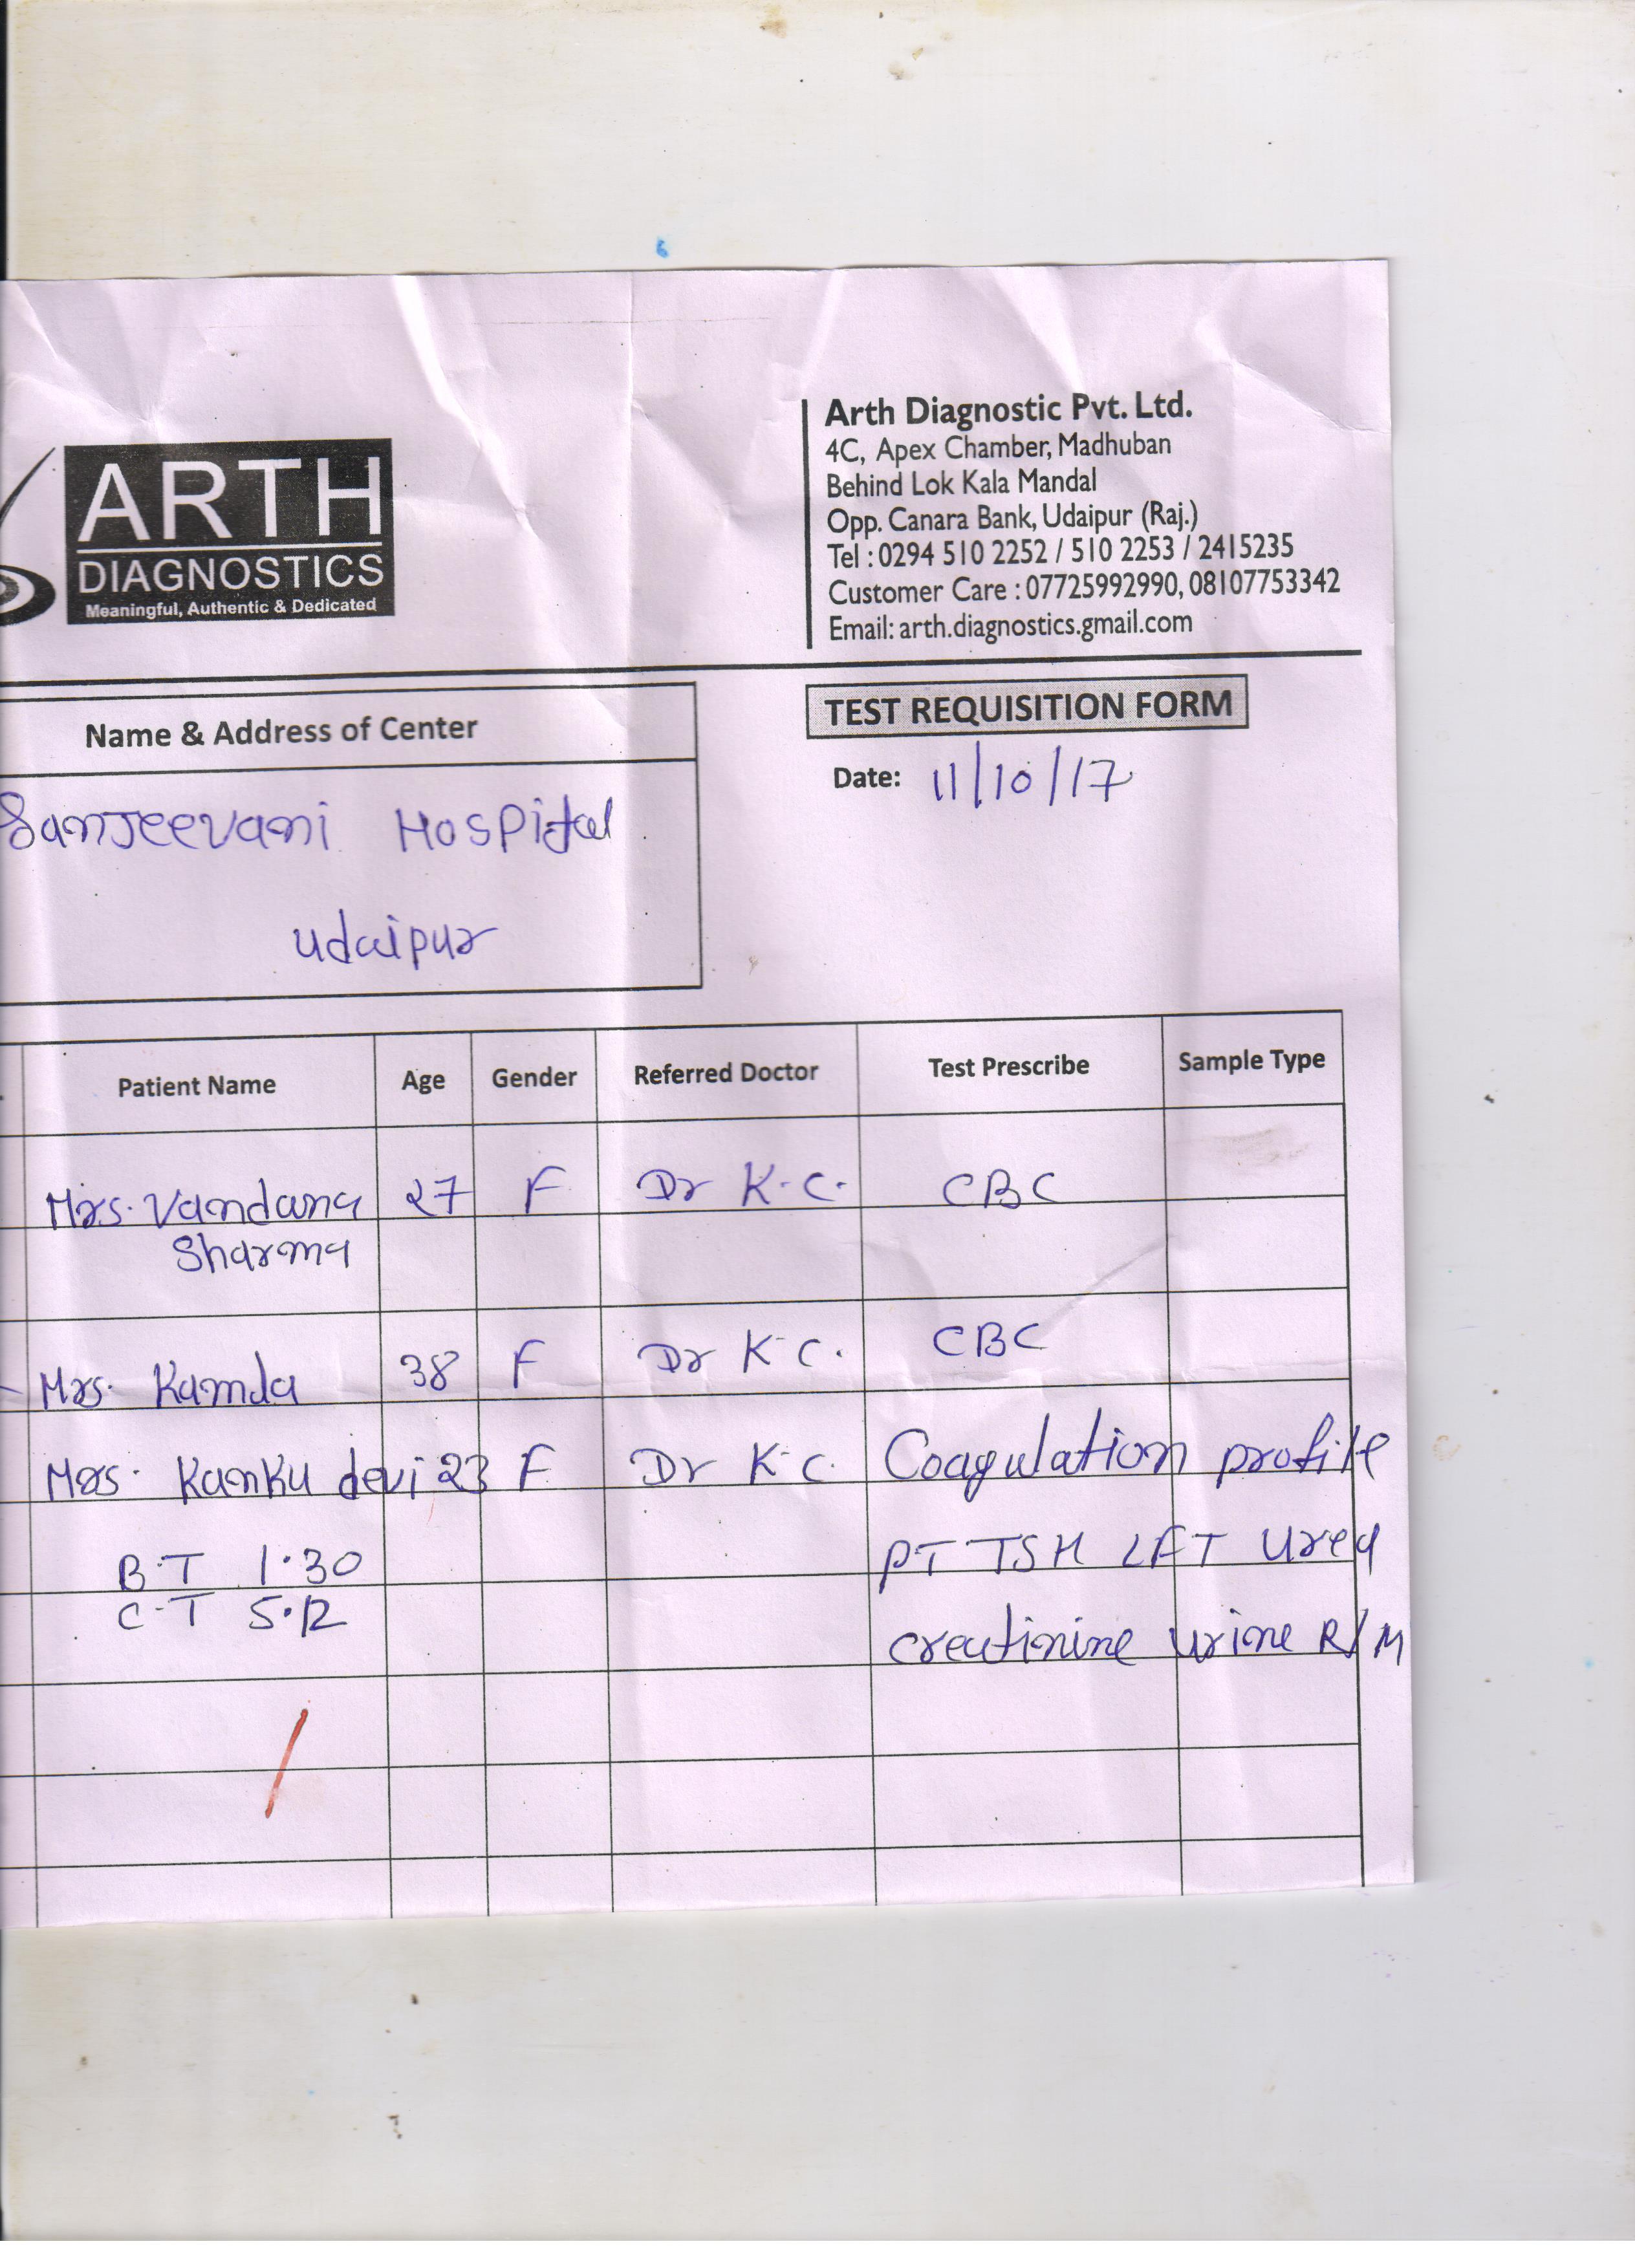 ARTH
DIAGNOSTICS
Meaningful, Authentic & Dedicated
Arth Diagnostic Pvt. Ltd.
4C, Apex Chamber, Madhuban
Behind Lok Kala Mandal
Opp. Canara Bank, Udaipur (Raj.)
Tel : 0294 510 2252 / 510 2253 / 2415235
Customer Care : 07725992990, 08107753342
Email: arth.diagnostics.gmail.com
Name & Address of Center
TEST REQUISITION FORM
Date: 11/10/17
Sanjeevani Hospital
Udaipur
Patient Name Age Gender Referred Doctor Test Prescribe Sample Type
Mrs. Vandana 27 F Dr K.C. CBC
Sharma
Mrs. Kamda 38 F Dr K.C. CBC
Mrs. Kanku devi 23 F Dr K.C. Coagulation profile
B.T 1.30 PT TSH LFT Urea
C.T 5.12 creatinine urine R/M